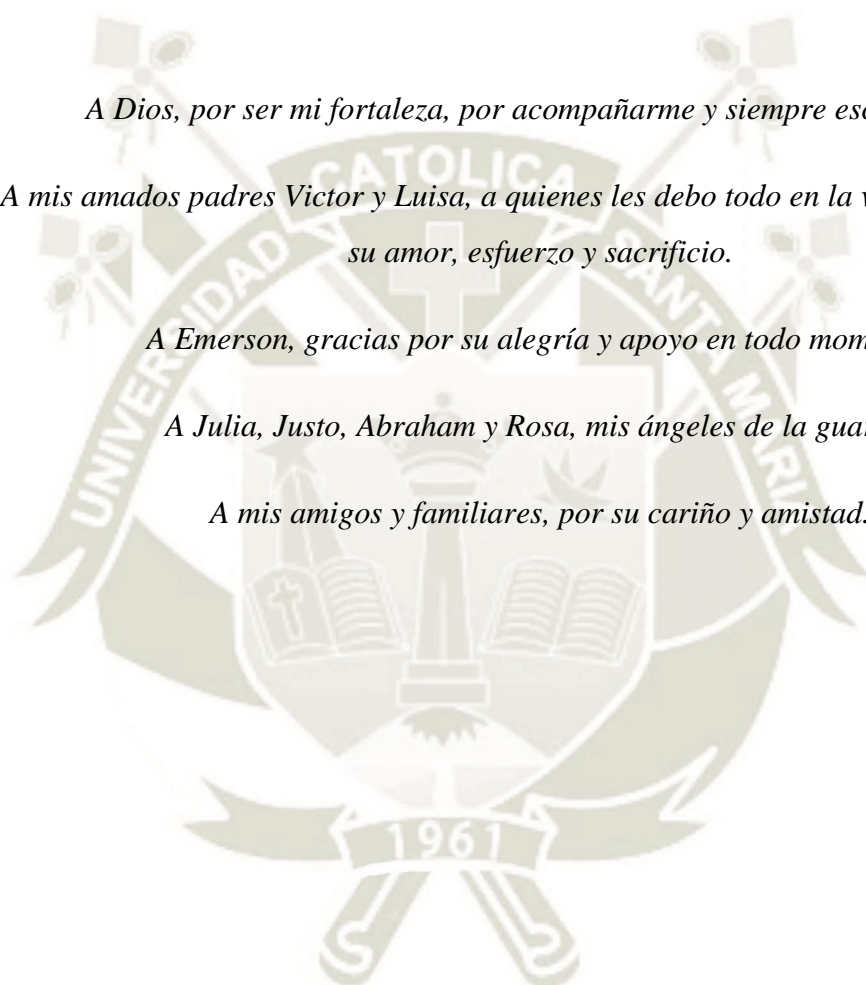 A Dios, por ser mi fortaleza, por acompañarme y siempre
A mis amados padres Victor y Luisa, a quienes les debo todo en la
su amor, esfuerzo y sacrificio.
A Emerson, gracias por su alegría y apoyo en todo
A Julia, Justo, Abraham y Rosa, mis ángeles de la
A mis amigos y familiares, por su cariño y amistad.
UNIVERSIDAD CATOLICA SANTA MARIA
1961